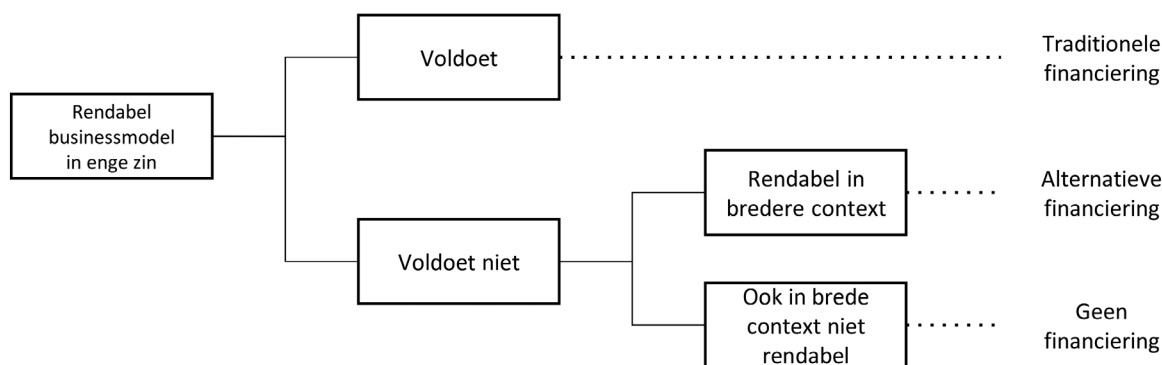 Rendabel
businessmodel
in enge zin
Voldoet
Traditionele
financiering
Voldoet niet
Rendabel in
bredere context
Alternatieve
financiering
Ook in brede
context niet
rendabel
Geen
financiering